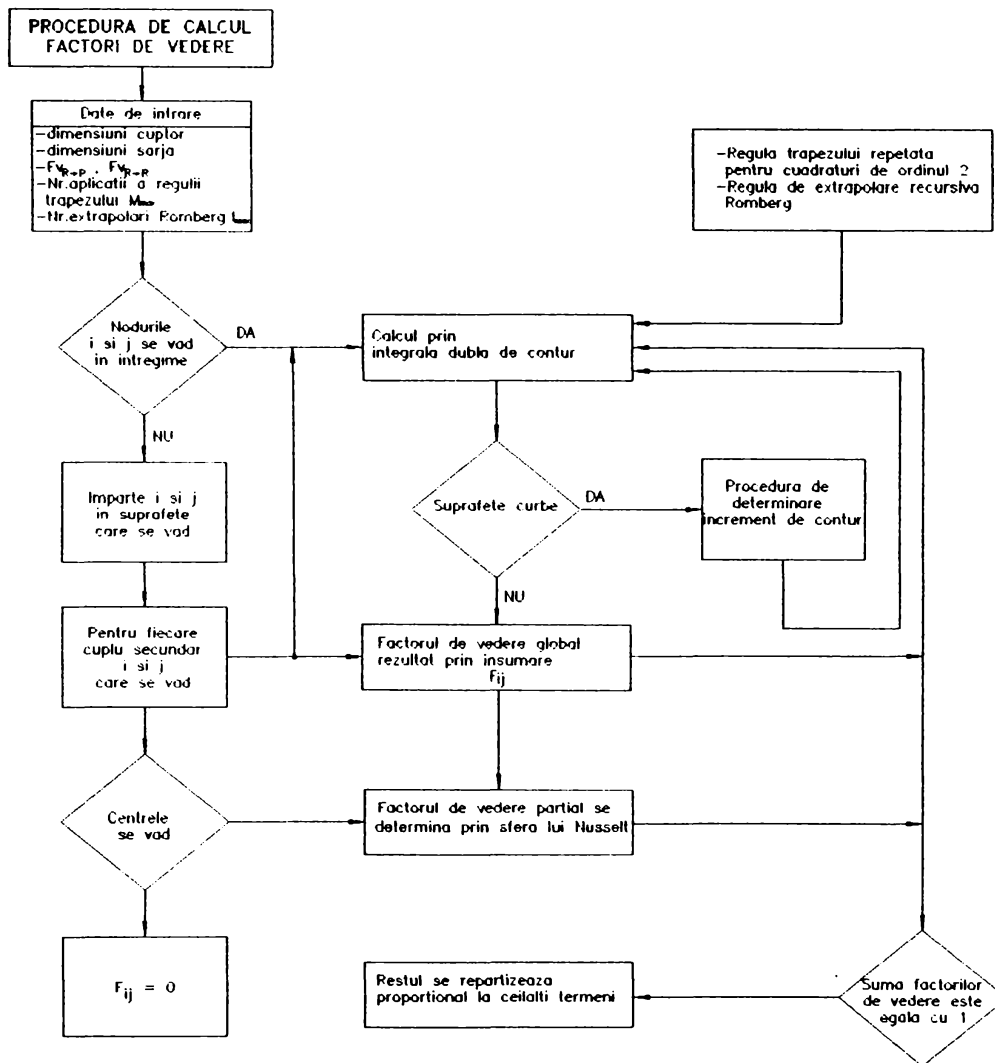 PROCEDURA DE CALCUL
FACTORI DE VEDERE
Date de intrare
-dimensiuni cuptor
-dimensiuni sarja
-FvR→P , FvR→R
-Nr.aplicatii a regulii
trapezului Mmax
-Nr.extrapolari Romberg
-Regula trapezului repetata
pentru cuadraturi de ordinul 2
-Regula de extrapolare recursiva
Romberg
Nodurile
i si j se vad
in intregime
DA
Calcul prin
integrala dubla de contur
NU
Imparte i si j
in suprafete
care se vad
Suprafete curbe
DA
Procedura de
determinare
increment de contur
NU
Pentru fiecare
cuplu secundar
i si j
care se vad
Factorul de vedere global
rezultat prin insumare
Fij
Centrele
se vad
Factorul de vedere partial se
determina prin sfera lui Nusselt
Fij = 0
Restul se repartizeaza
proportional la ceilalti termeni
Suma factorilor
de vedere este
egala cu 1